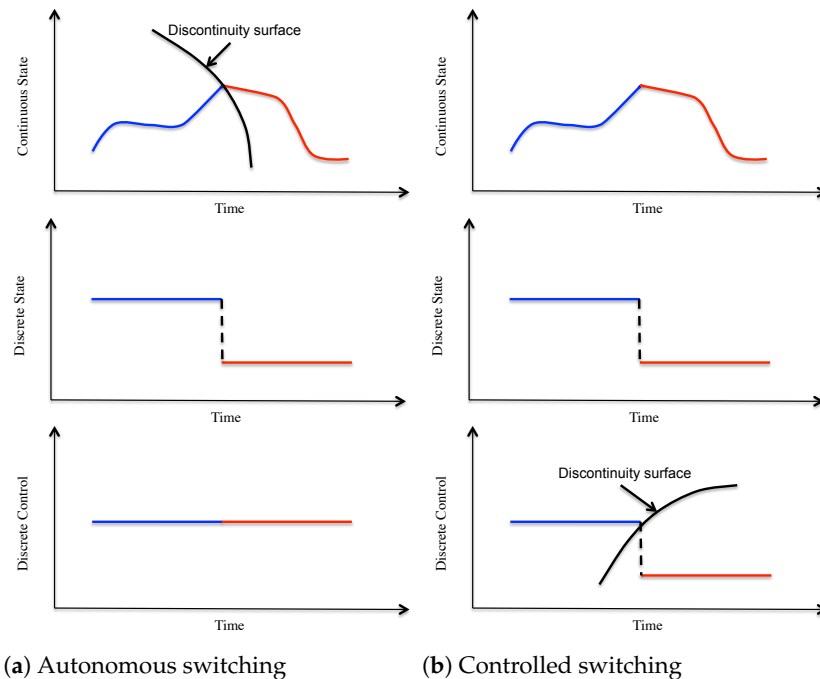 Discontinuity surface
Continuous State
Time
Continuous State
Time
Discrete State
Time
Discrete State
Time
Discrete Control
Time
Discontinuity surface
Discrete Control
Time
(a) Autonomous switching
(b) Controlled switching